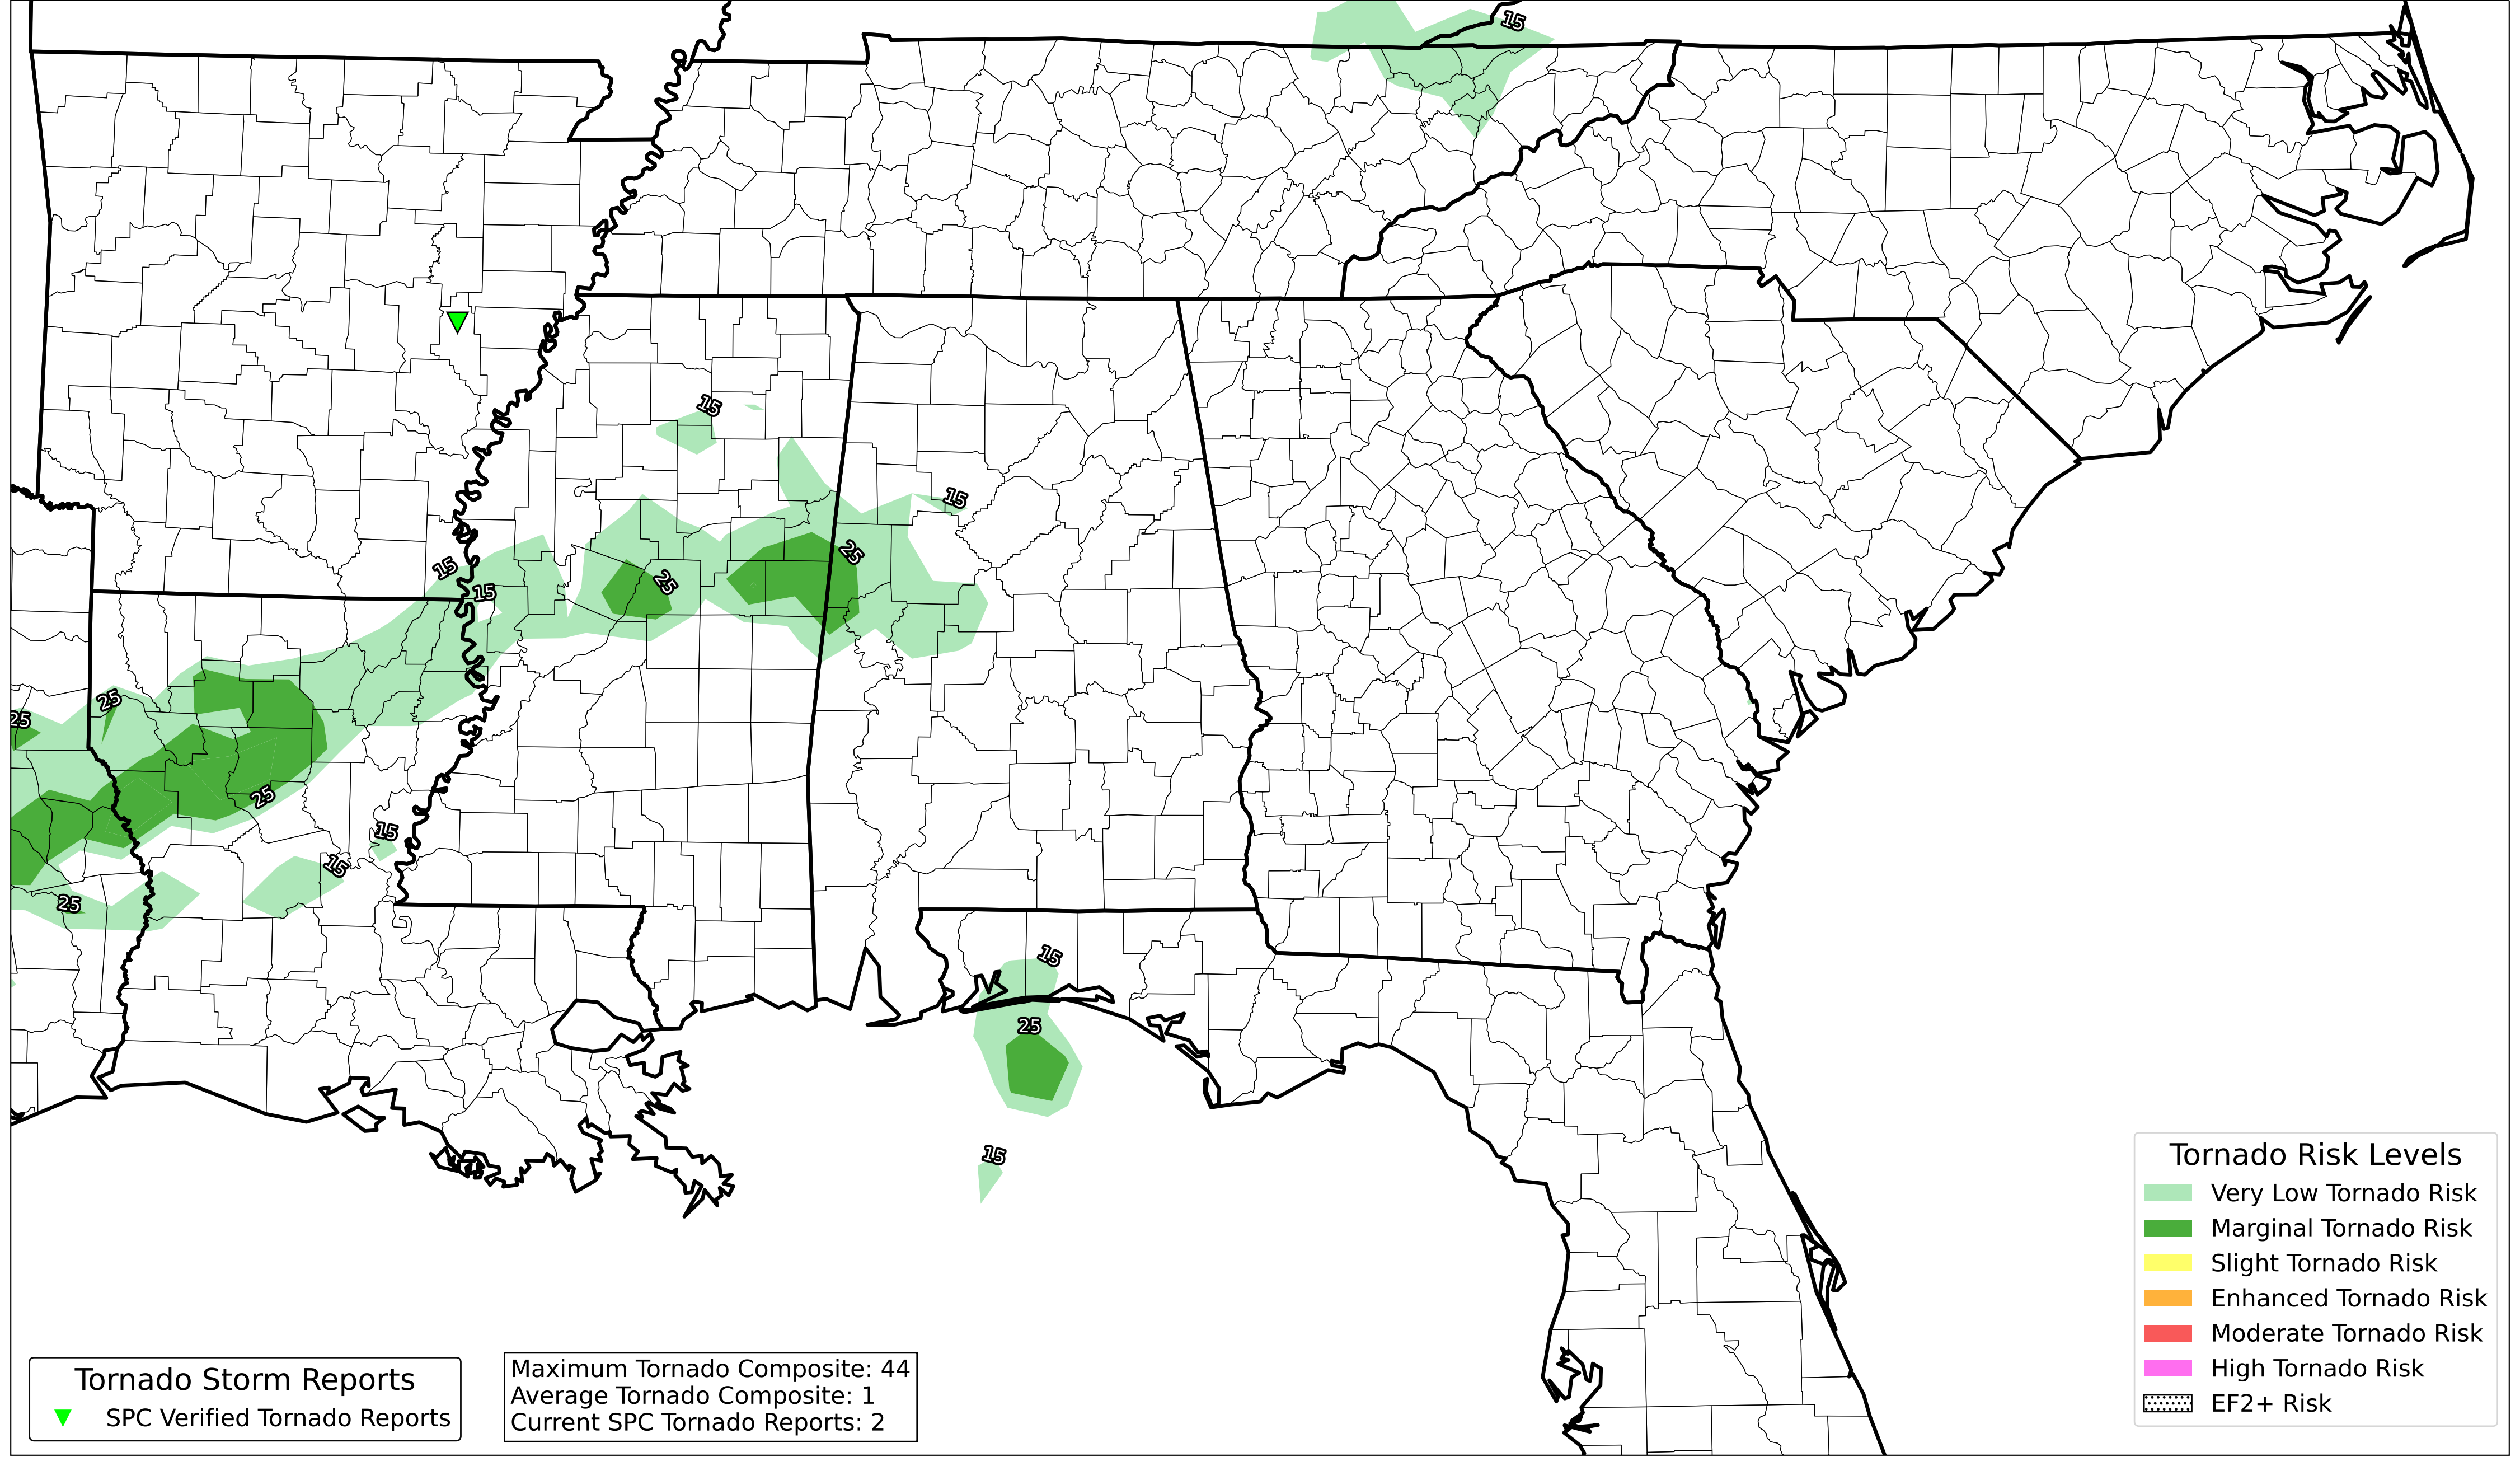 15
15
15
25
15
25
15
25
25
25
15
15
25
15
25
15
Tornado Risk Levels
Very Low Tornado Risk
Marginal Tornado Risk
Slight Tornado Risk
Enhanced Tornado Risk
Moderate Tornado Risk
High Tornado Risk
EF2+ Risk
Tornado Storm Reports
SPC Verified Tornado Reports
Maximum Tornado Composite: 44
Average Tornado Composite: 1
Current SPC Tornado Reports: 2